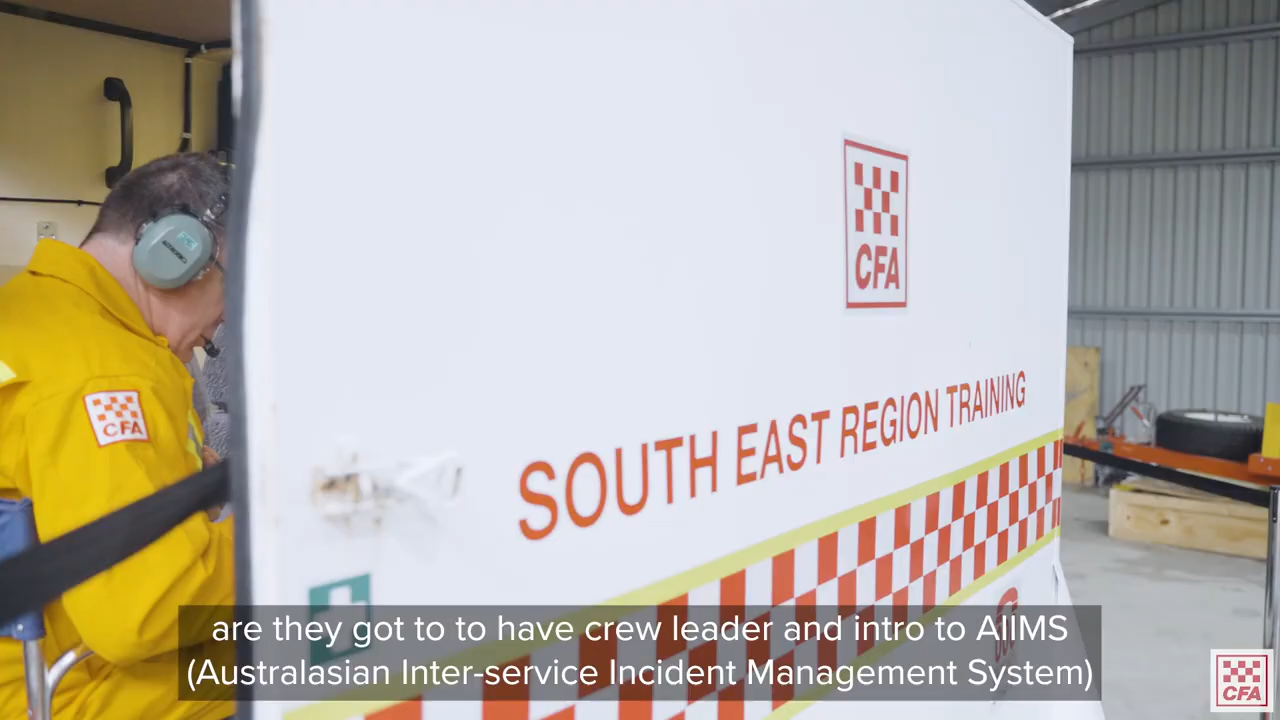 CFA
SOUTH EAST REGION TRAINING
CFA
are they got to to have crew leader and intro to AIIMS
(Australasian Inter-service Incident Management System)
CFA